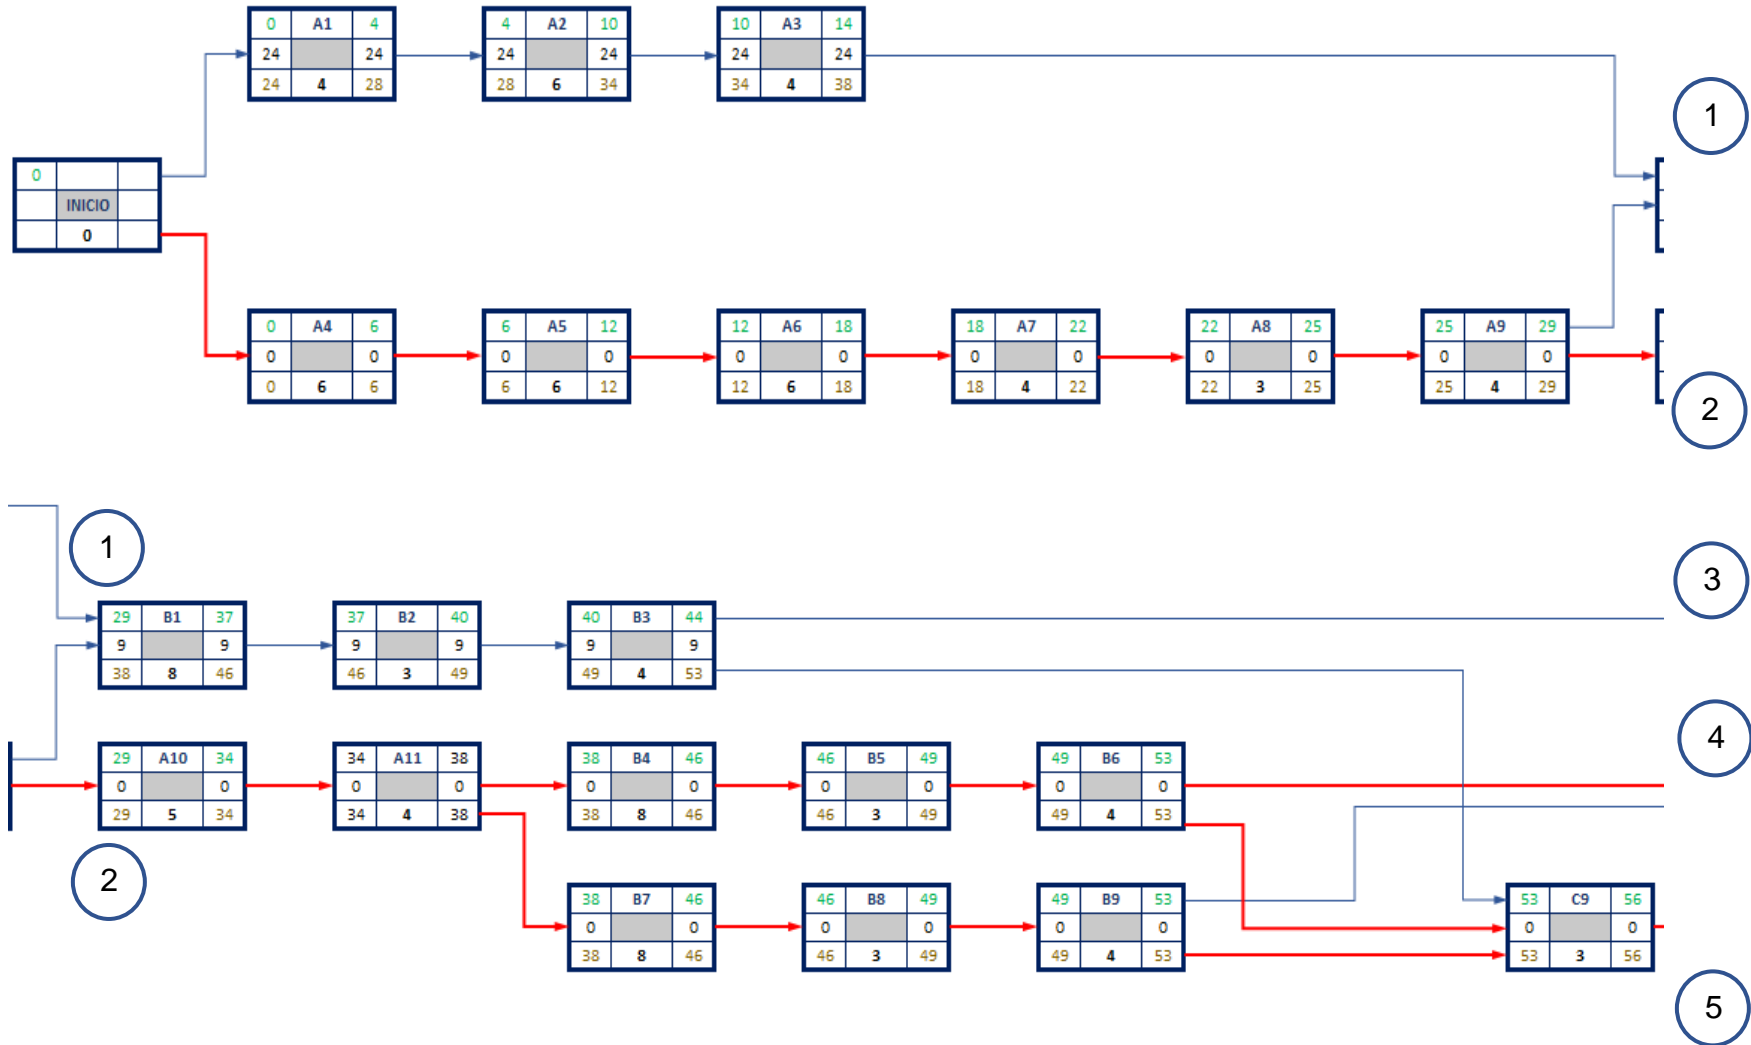 0 A1 4
24 24
24 4 28
4 A2 10
24 24
28 6 34
10 A3 14
24 24
34 4 38
1
0
INICIO
0
0 A4 6
0 0
0 6 6
6 A5 12
0 0
6 6 12
12 A6 18
0 0
12 6 18
18 A7 22
0 0
18 4 22
22 A8 25
0 0
22 3 25
25 A9 29
0 0
25 4 29
2
1
3
29 B1 37
9 9
38 8 46
37 B2 40
9 9
46 3 49
40 B3 44
9 9
49 4 53
4
29 A10 34
0 0
29 5 34
34 A11 38
0 0
34 4 38
38 B4 46
0 0
38 8 46
46 B5 49
0 0
46 3 49
49 B6 53
0 0
49 4 53
2
38 B7 46
0 0
38 8 46
46 B8 49
0 0
46 3 49
49 B9 53
0 0
49 4 53
53 C9 56
0 0
53 3 56
5